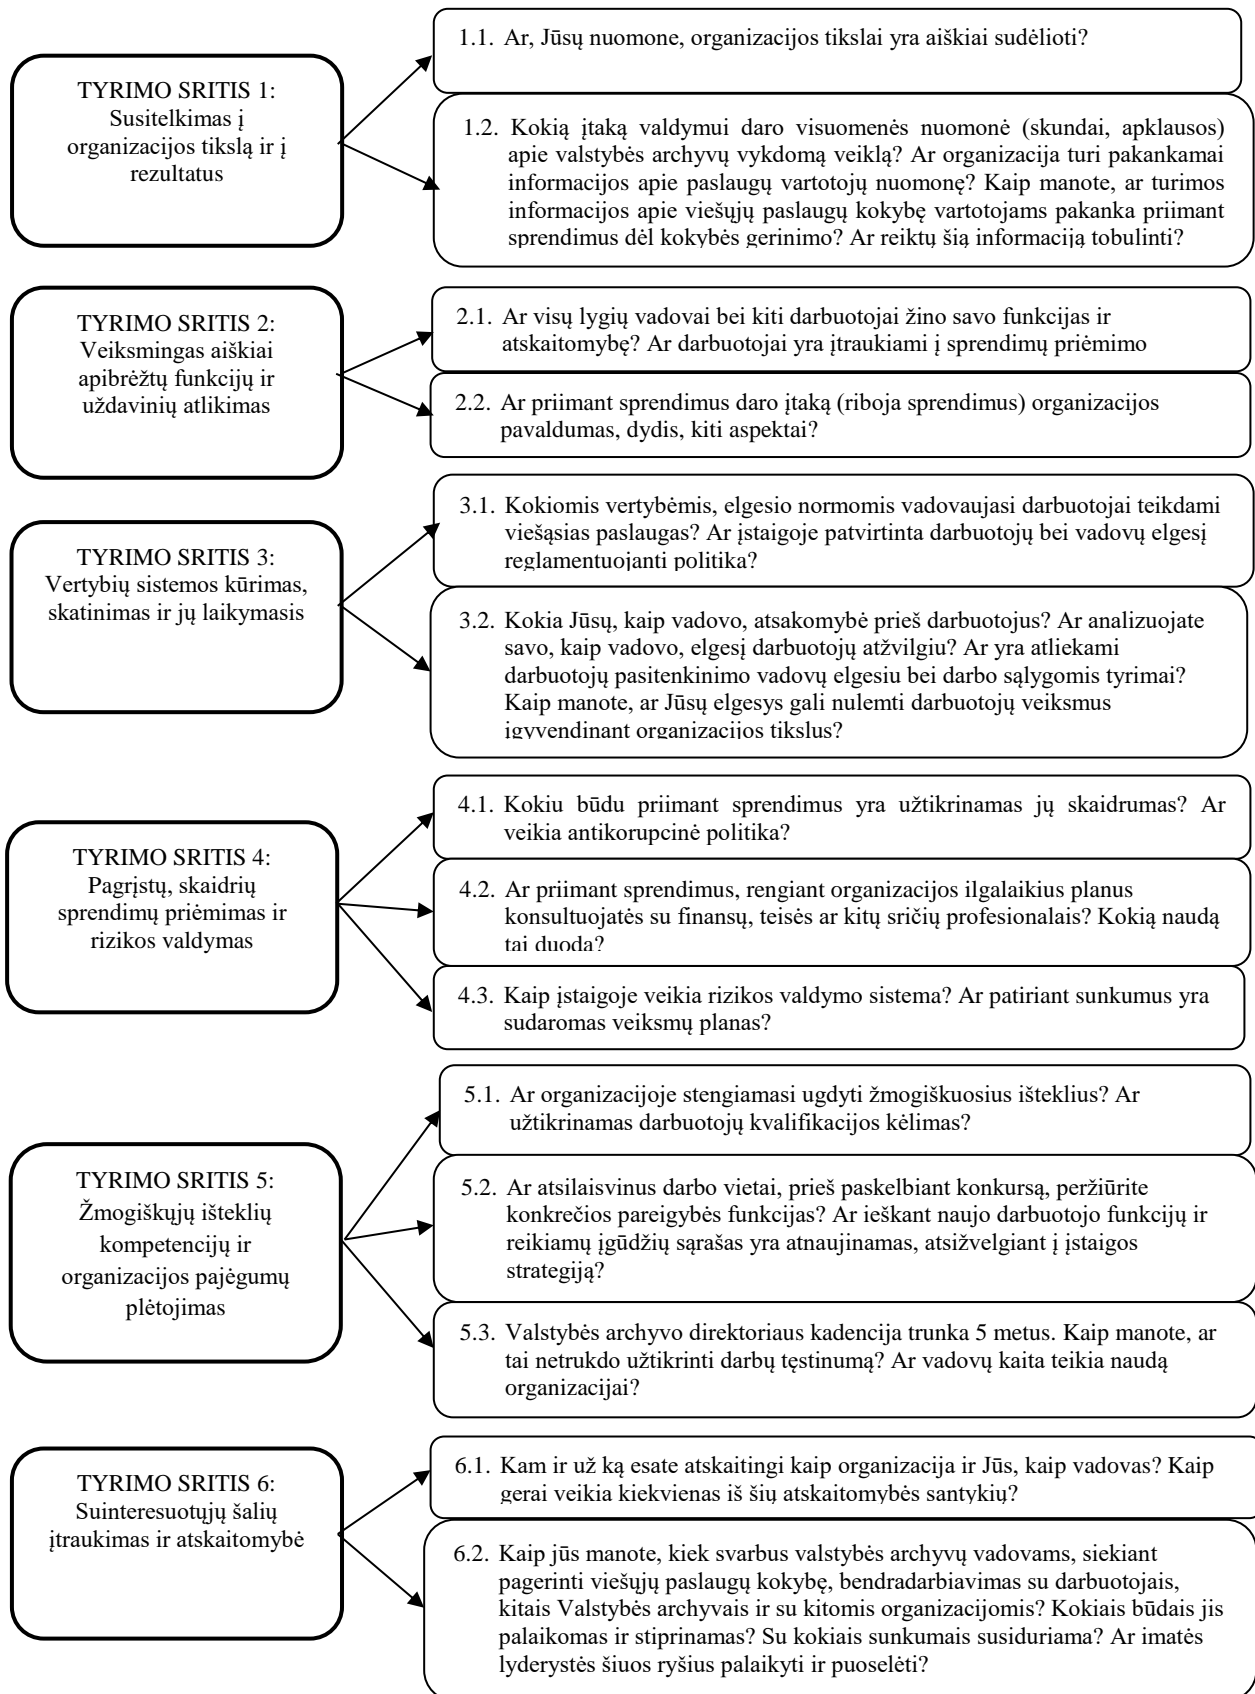 TYRIMO SRITIS 1:
Susitelkimas į
organizacijos tikslą ir į
rezultatus
1.1. Ar, Jūsų nuomone, organizacijos tikslai yra aiškiai sudėlioti?
1.2. Kokią įtaką valdymui daro visuomenės nuomonė (skundai, apklausos)
apie valstybės archyvų vykdomą veiklą? Ar organizacija turi pakankamai
informacijos apie paslaugų vartotojų nuomonę? Kaip manote, ar turimos
informacijos apie viešųjų paslaugų kokybę vartotojams pakanka priimant
sprendimus dėl kokybės gerinimo? Ar reiktų šią informaciją tobulinti?
TYRIMO SRITIS 2:
Veiksmingas aiškiai
apibrėžtų funkcijų ir
uždavinių atlikimas
2.1. Ar visų lygių vadovai bei kiti darbuotojai žino savo funkcijas ir
atskaitomybę? Ar darbuotojai yra įtraukiami į sprendimų priėmimo
2.2. Ar priimant sprendimus daro įtaką (riboja sprendimus) organizacijos
pavaldumas, dydis, kiti aspektai?
TYRIMO SRITIS 3:
Vertybių sistemos kūrimas,
skatinimas ir jų laikymasis
3.1. Kokiomis vertybėmis, elgesio normomis vadovaujasi darbuotojai teikdami
viešąsias paslaugas? Ar įstaigoje patvirtinta darbuotojų bei vadovų elgesį
reglamentuojanti politika?
3.2. Kokia Jūsų, kaip vadovo, atsakomybė prieš darbuotojus? Ar analizuojate
savo, kaip vadovo, elgesį darbuotojų atžvilgiu? Ar yra atliekami
darbuotojų pasitenkinimo vadovų elgesiu bei darbo sąlygomis tyrimai?
Kaip manote, ar Jūsų elgesys gali nulemti darbuotojų veiksmus
įgyvendinant organizacijos tikslus?
TYRIMO SRITIS 4:
Pagrįstų, skaidrių
sprendimų priėmimas ir
rizikos valdymas
4.1. Kokiu būdu priimant sprendimus yra užtikrinamas jų skaidrumas? Ar
veikia antikorupcinė politika?
4.2. Ar priimant sprendimus, rengiant organizacijos ilgalaikius planus
konsultuojatės su finansų, teisės ar kitų sričių profesionalais? Kokią naudą
tai duoda?
4.3. Kaip įstaigoje veikia rizikos valdymo sistema? Ar patiriant sunkumus yra
sudaromas veiksmų planas?
TYRIMO SRITIS 5:
Žmogiškųjų išteklių
kompetencijų ir
organizacijos pajėgumų
plėtojimas
5.1. Ar organizacijoje stengiamasi ugdyti žmogiškuosius išteklius? Ar
užtikrinamas darbuotojų kvalifikacijos kėlimas?
5.2. Ar atsilaisvinus darbo vietai, prieš paskelbiant konkursą, peržiūrite
konkrečios pareigybės funkcijas? Ar ieškant naujo darbuotojo funkcijų ir
reikiamų įgūdžių sąrašas yra atnaujinamas, atsižvelgiant į įstaigos
strategiją?
5.3. Valstybės archyvo direktoriaus kadencija trunka 5 metus. Kaip manote, ar
tai netrukdo užtikrinti darbų tęstinumą? Ar vadovų kaita teikia naudą
organizacijai?
TYRIMO SRITIS 6:
Suinteresuotųjų šalių
įtraukimas ir atskaitomybė
6.1. Kam ir už ką esate atskaitingi kaip organizacija ir Jūs, kaip vadovas? Kaip
gerai veikia kiekvienas iš šių atskaitomybės santykių?
6.2. Kaip jūs manote, kiek svarbus valstybės archyvų vadovams, siekiant
pagerinti viešųjų paslaugų kokybę, bendradarbiavimas su darbuotojais,
kitais Valstybės archyvais ir su kitomis organizacijomis? Kokiais būdais jis
palaikomas ir stiprinamas? Su kokiais sunkumais susiduriama? Ar imatės
lyderystės šiuos ryšius palaikyti ir puoselėti?